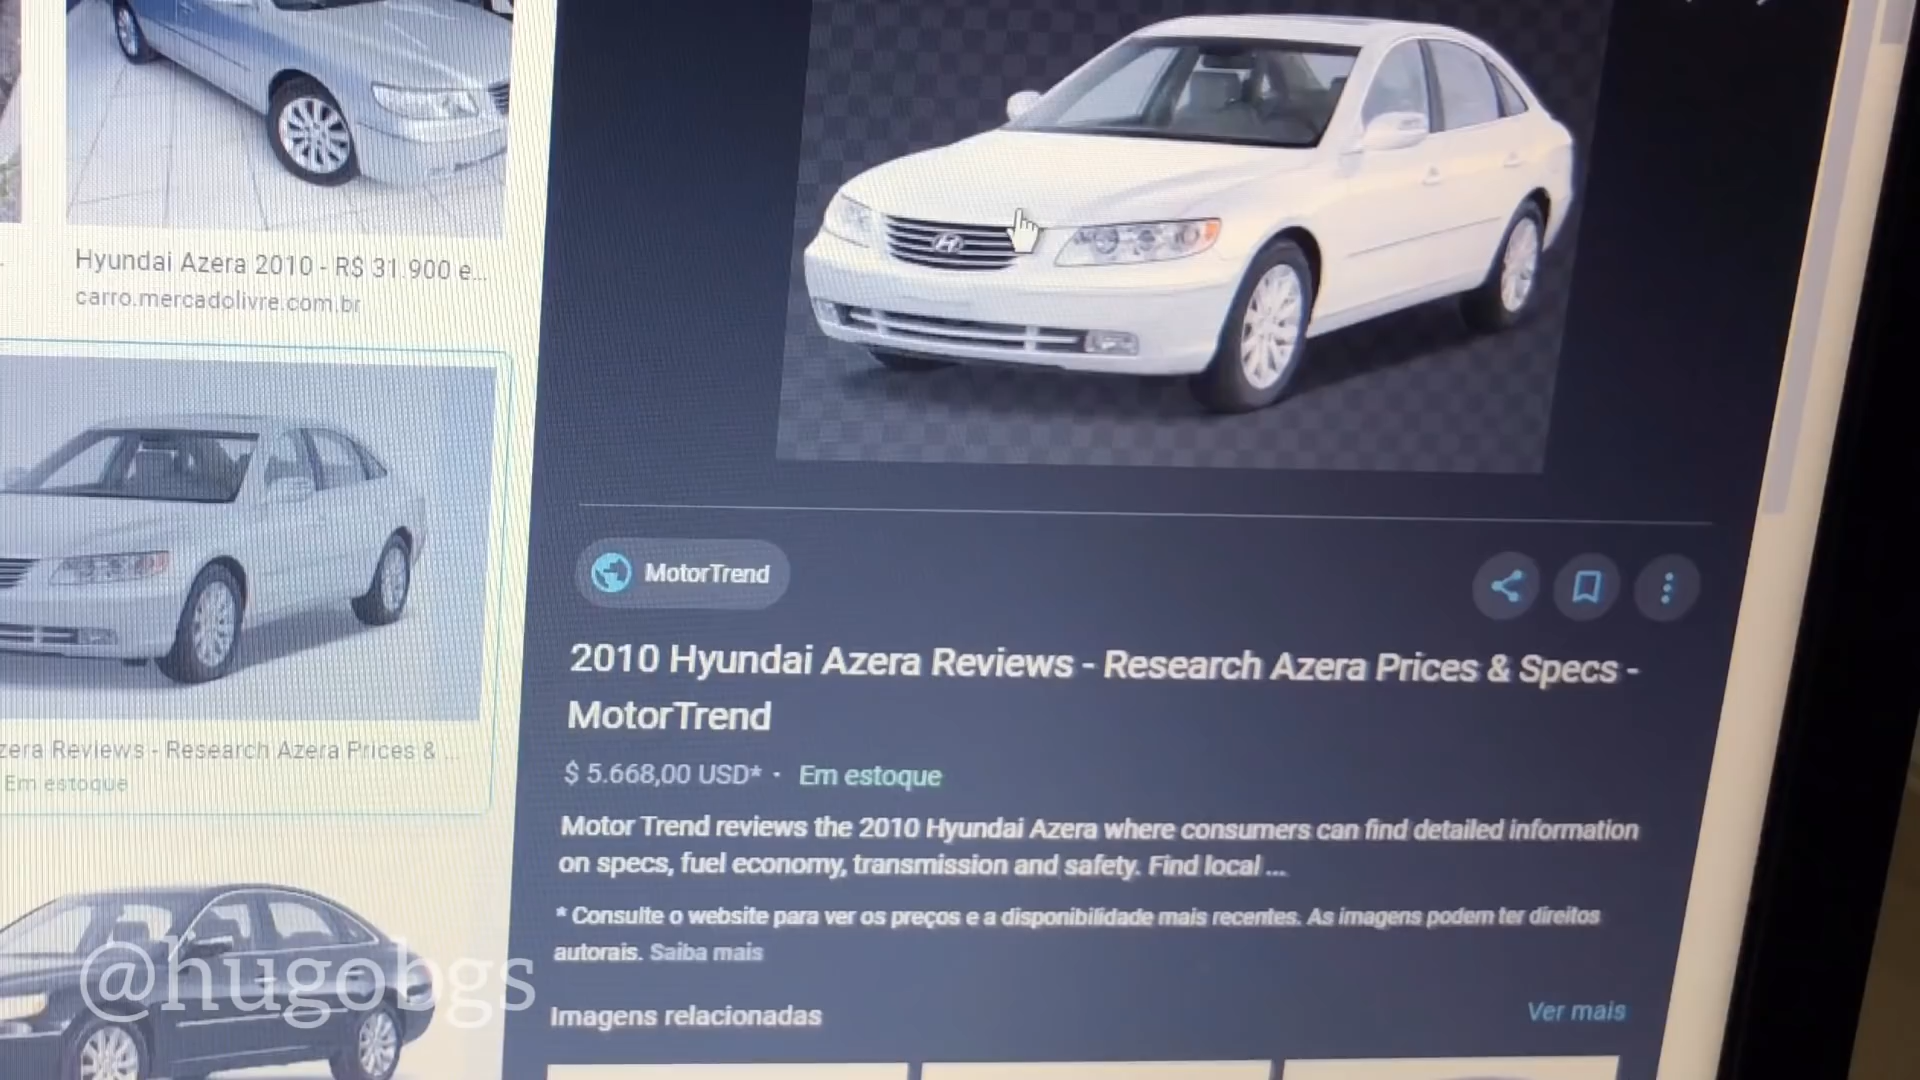 Hyundai Azera 2010 - R$ 31.900 e...
carro.mercadolivre.com.br
zera Reviews - Research Azera Prices & ...
Em estoque
MotorTrend
2010 Hyundai Azera Reviews - Research Azera Prices & Specs -
MotorTrend
$ 5.668,00 USD* · Em estoque
Motor Trend reviews the 2010 Hyundai Azera where consumers can find detailed information
on specs, fuel economy, transmission and safety. Find local ...
* Consulte o website para ver os preços e a disponibilidade mais recentes. As imagens podem ter direitos
autorais. Saiba mais
Imagens relacionadas
Ver mais
@hugobgs